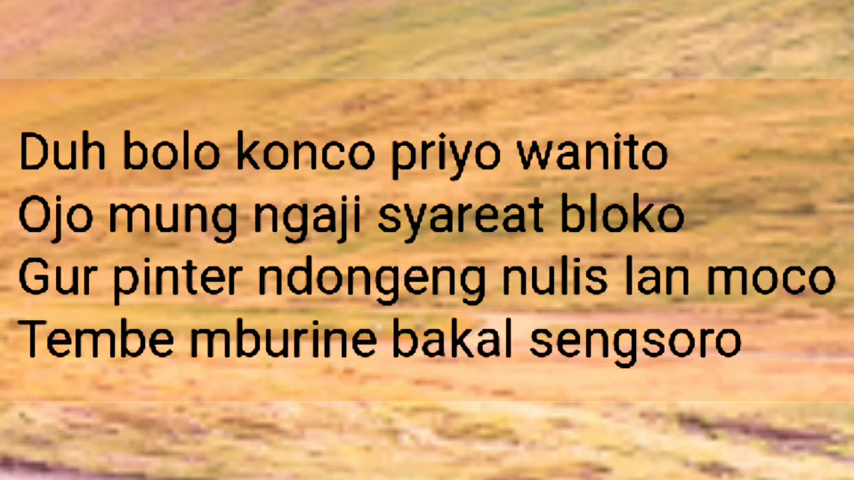 Duh bolo konco priyo wanito
Ojo mung ngaji syareat bloko
Gur pinter ndongeng nulis lan moco
Tembe mburine bakal sengsoro